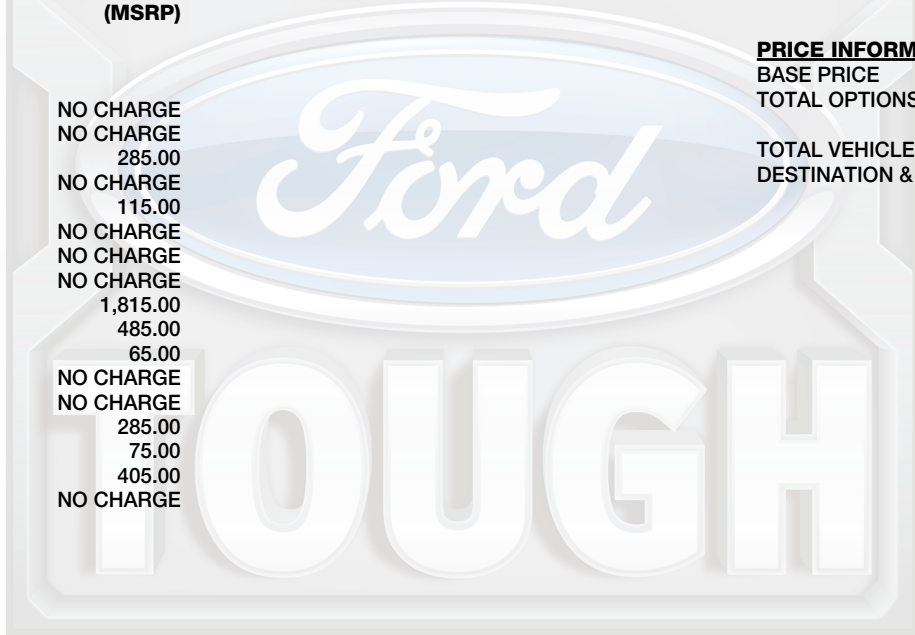 (MSRP)
NO CHARGE
NO CHARGE
285.00
NO CHARGE
115.00
NO CHARGE
NO CHARGE
NO CHARGE
1,815.00
485.00
65.00
NO CHARGE
NO CHARGE
285.00
75.00
405.00
NO CHARGE
PRICE INFORM
BASE PRICE
TOTAL OPTIONS
TOTAL VEHICLE
DESTINATION &
Ford
TOUGH